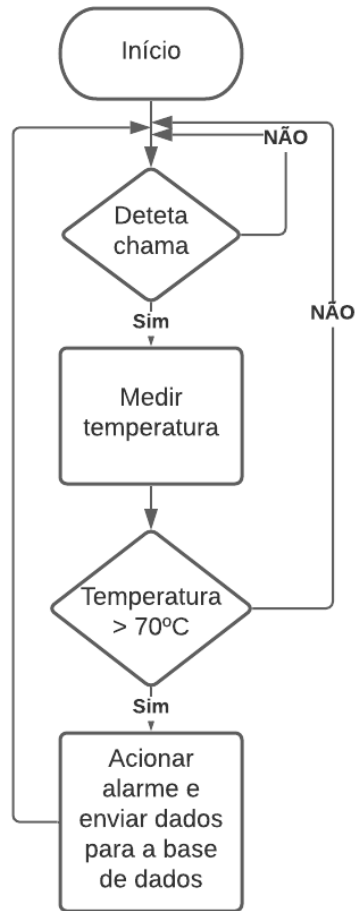 Início
NÃO
Deteta
chama
Sim
NÃO
Medir
temperatura
Temperatura
> 70ºC
Sim
Acionar
alarme e
enviar dados
para a base
de dados